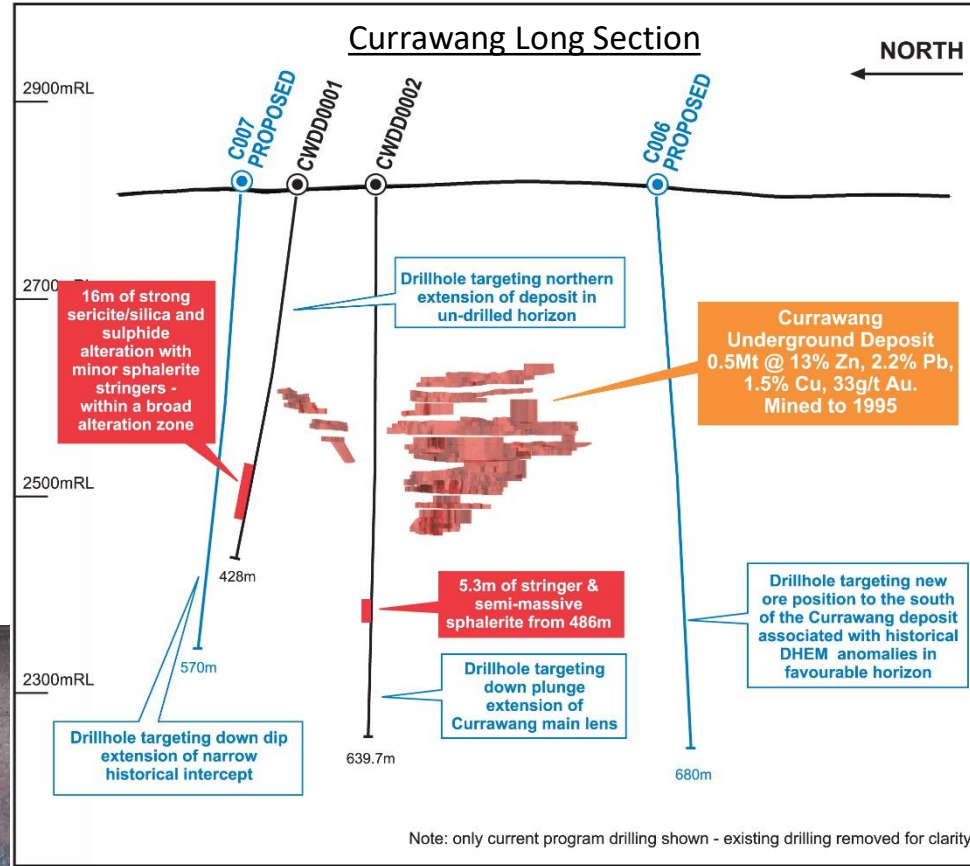 Currawang Long Section
NORTH
2900mRL
2700mRL
2500mRL
2300mRL
C007
PROPOSED
CWDD0001
CWDD0002
C006
PROPOSED
16m of strong
sericite/silica and
sulphide
alteration with
minor sphalerite
stringers -
within a broad
alteration zone
Drillhole targeting northern
extension of deposit in
un-drilled horizon
Currawang
Underground Deposit
0.5Mt @ 13% Zn, 2.2% Pb,
1.5% Cu, 33g/t Au.
Mined to 1995
428m
5.3m of stringer &
semi-massive
sphalerite from 486m
Drillhole targeting new
ore position to the south
of the Currawang deposit
associated with historical
DHEM anomalies in
favourable horizon
570m
Drillhole targeting
down plunge
extension of
Currawang main lens
Drillhole targeting down dip
extension of narrow
historical intercept
639.7m
680m
Note: only current program drilling shown - existing drilling removed for clarity